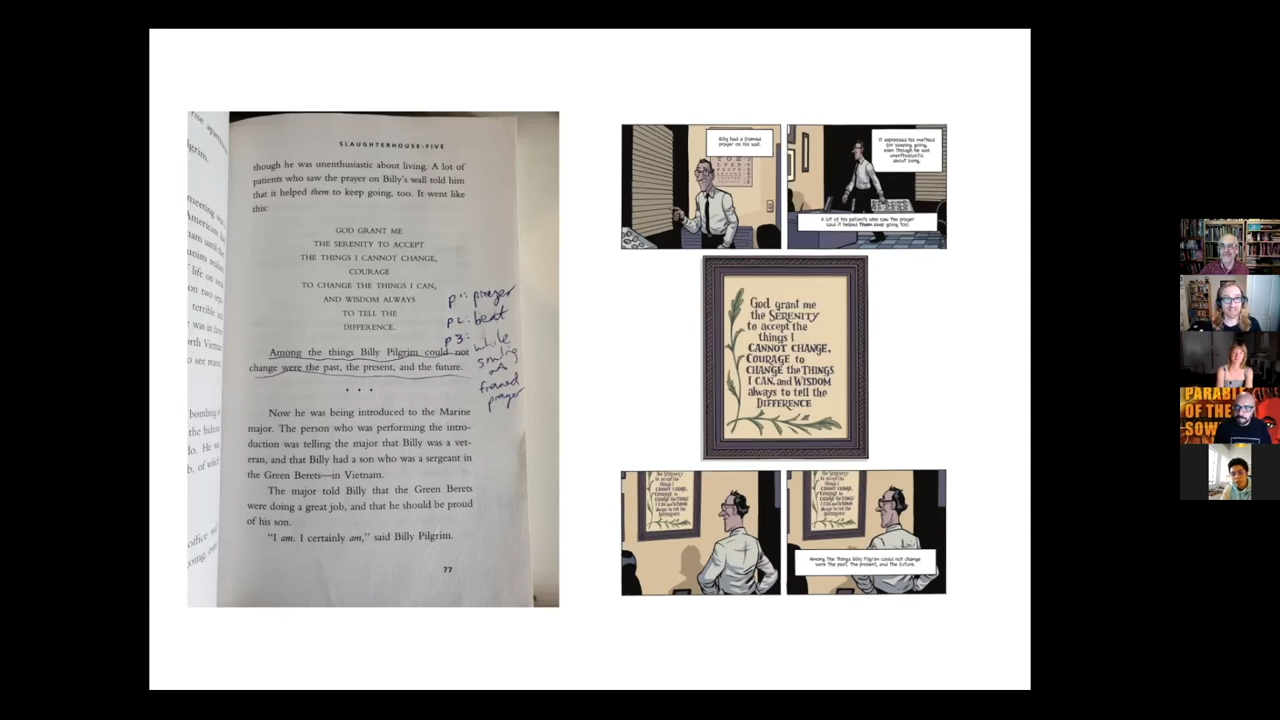 SLAUGHTERHOUSE-FIVE
though he was unenthusiastic about living. A lot of
patients who saw the prayer on Billy's wall told him
that it helped them to keep going, too. It went like
this:
GOD GRANT ME
THE SERENITY TO ACCEPT
THE THINGS I CANNOT CHANGE,
COURAGE
TO CHANGE THE THINGS I CAN,
AND WISDOM ALWAYS
TO TELL THE
DIFFERENCE.
Among the things Billy Pilgrim could not
change were the past, the present, and the future.
• • •
Now he was being introduced to the Marine
major. The person who was performing the intro-
duction was telling the major that Billy was a vet-
eran, and that Billy had a son who was a sergeant in
the Green Berets—in Vietnam.
The major told Billy that the Green Berets
were doing a great job, and that he should be proud
of his son.
"I am. I certainly am," said Billy Pilgrim.
77
p1: prayer
p2: beat
p3: while
framed
prayer
Billy had a framed
prayer on his wall.
It expressed his method
for keeping going,
even though he was
unenthusiastic
about living.
A lot of his patients who saw the prayer
said it helped them keep going too.
God grant me
the SERENITY
to accept the
things I
CANNOT CHANGE,
COURAGE to
CHANGE the THINGS
I CAN, and WISDOM
always to tell the
DIFFERENCE
Among the things Billy Pilgrim could not change
were the past, the present, and the future.
PARABLE
OF THE